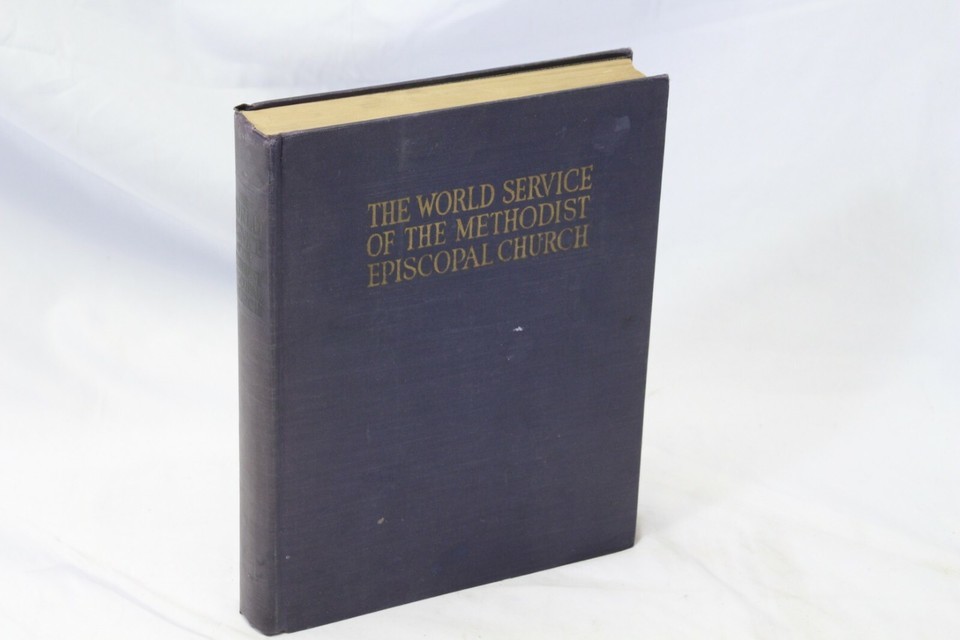 THE WORLD SERVICE
OF THE METHODIST
EPISCOPAL CHURCH